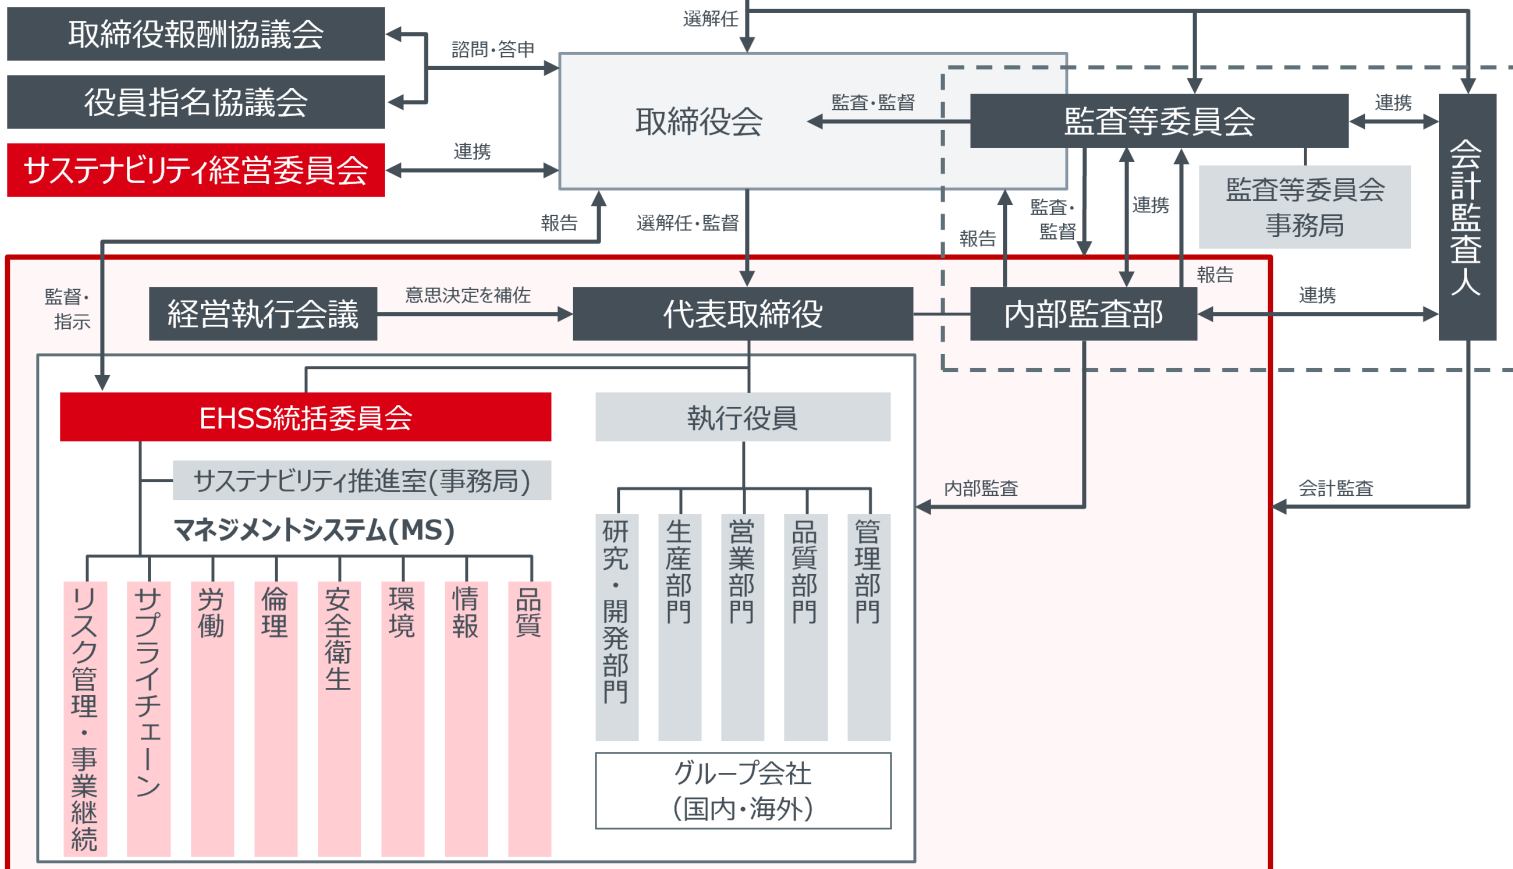 選解任
取締役報酬協議会
諮問・答申
役員指名協議会
取締役会
監査・監督
監査等委員会
連携
会計監査人
サステナビリティ経営委員会
連携
監査等委員会
事務局
報告
選解任・監督
報告
監査・
監督
連携
報告
監督・
指示
経営執行会議
意思決定を補佐
代表取締役
内部監査部
連携
EHSS統括委員会
執行役員
サステナビリティ推進室(事務局)
内部監査
会計監査
マネジメントシステム(MS)
リスク管理・事業継続
サプライチェーン
労働
倫理
安全衛生
環境
情報
品質
研究・開発部門
生産部門
営業部門
品質部門
管理部門
グループ会社
（国内・海外）